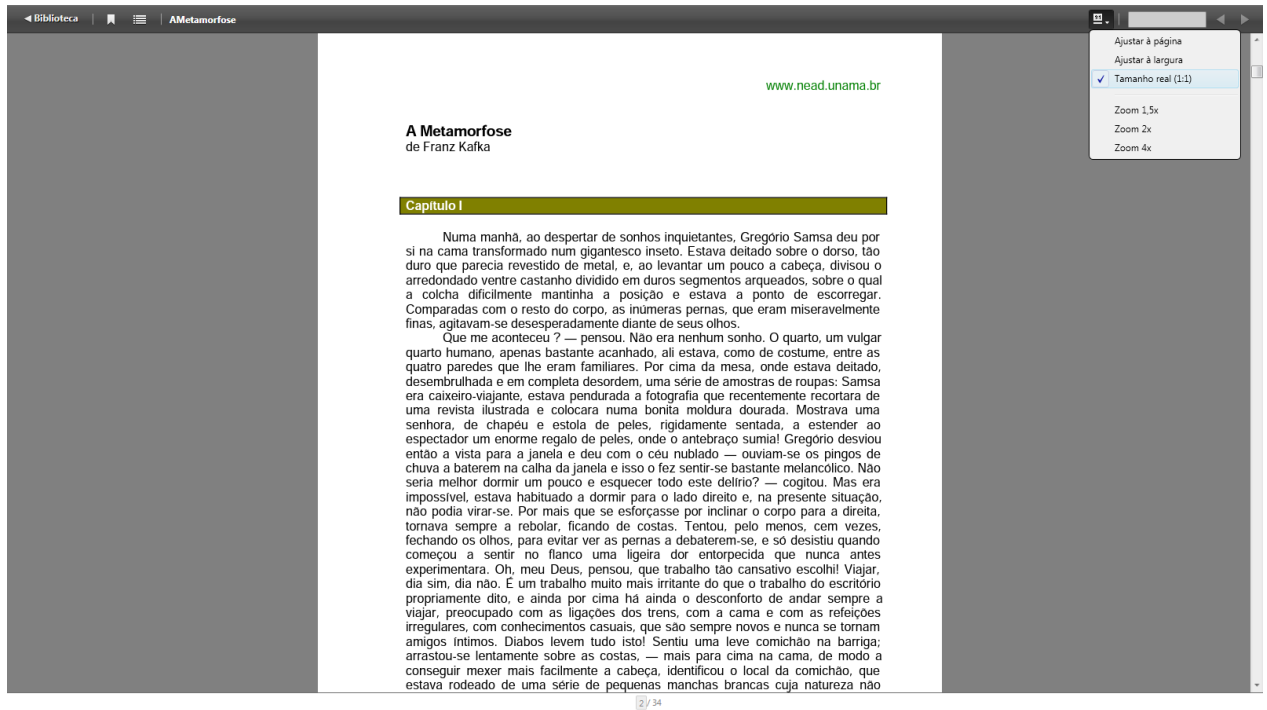 Biblioteca
AMetamorfose
Ajustar à página
Ajustar à largura
Tamanho real (1:1)
Zoom 1,5x
Zoom 2x
Zoom 4x
www.nead.unama.br
A Metamorfose
de Franz Kafka
Capítulo I
Numa manhã, ao despertar de sonhos inquietantes, Gregório Samsa deu por
si na cama transformado num gigantesco inseto. Estava deitado sobre o dorso, tão
duro que parecia revestido de metal, e, ao levantar um pouco a cabeça, divisou o
arredondado ventre castanho dividido em duros segmentos arqueados, sobre o qual
a colcha dificilmente mantinha a posição e estava a ponto de escorregar.
Comparadas com o resto do corpo, as inúmeras pernas, que eram miseravelmente
finas, agitavam-se desesperadamente diante de seus olhos.
Que me aconteceu ? — pensou. Não era nenhum sonho. O quarto, um vulgar
quarto humano, apenas bastante acanhado, ali estava, como de costume, entre as
quatro paredes que lhe eram familiares. Por cima da mesa, onde estava deitado,
desembrulhada e em completa desordem, uma série de amostras de roupas: Samsa
era caixeiro-viajante, estava pendurada a fotografia que recentemente recortara de
uma revista ilustrada e colocara numa bonita moldura dourada. Mostrava uma
senhora, de chapéu e estola de peles, rigidamente sentada, a estender ao
espectador um enorme regalo de peles, onde o antebraço sumia! Gregório desviou
então a vista para a janela e deu com o céu nublado — ouviam-se os pingos de
chuva a baterem na calha da janela e isso o fez sentir-se bastante melancólico. Não
seria melhor dormir um pouco e esquecer todo este delírio? — cogitou. Mas era
impossível, estava habituado a dormir para o lado direito e, na presente situação,
não podia virar-se. Por mais que se esforçasse por inclinar o corpo para a direita,
tornava sempre a rebolar, ficando de costas. Tentou, pelo menos, cem vezes,
fechando os olhos, para evitar ver as pernas a debaterem-se, e só desistiu quando
começou a sentir no flanco uma ligeira dor entorpecida que nunca antes
experimentara. Oh, meu Deus, pensou, que trabalho tão cansativo escolhi! Viajar,
dia sim, dia não. É um trabalho muito mais irritante do que o trabalho do escritório
propriamente dito, e ainda por cima há ainda o desconforto de andar sempre a
viajar, preocupado com as ligações dos trens, com a cama e com as refeições
irregulares, com conhecimentos casuais, que são sempre novos e nunca se tornam
amigos íntimos. Diabos levem tudo isto! Sentiu uma leve comichão na barriga;
arrastou-se lentamente sobre as costas, — mais para cima na cama, de modo a
conseguir mexer mais facilmente a cabeça, identificou o local da comichão, que
estava rodeado de uma série de pequenas manchas brancas cuja natureza não
2 / 34